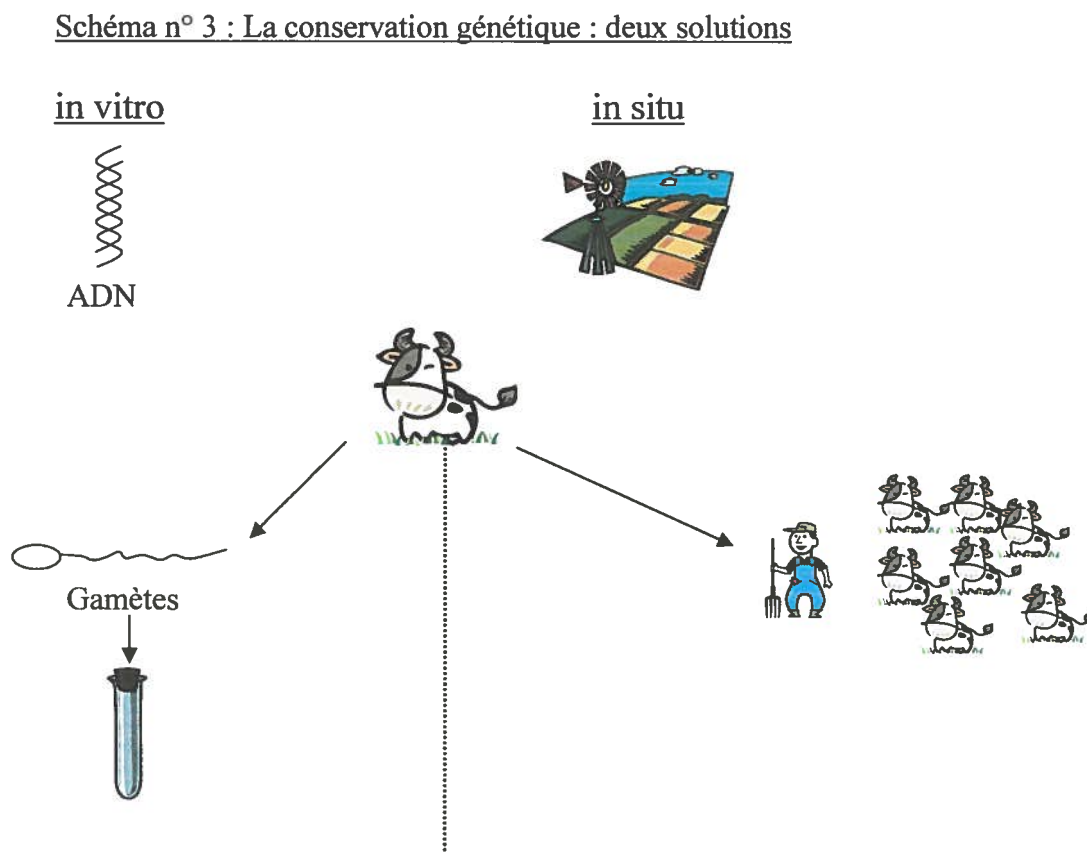 Schéma n° 3 : La conservation génétique : deux solutions
in vitro
in situ
ADN
Gamètes